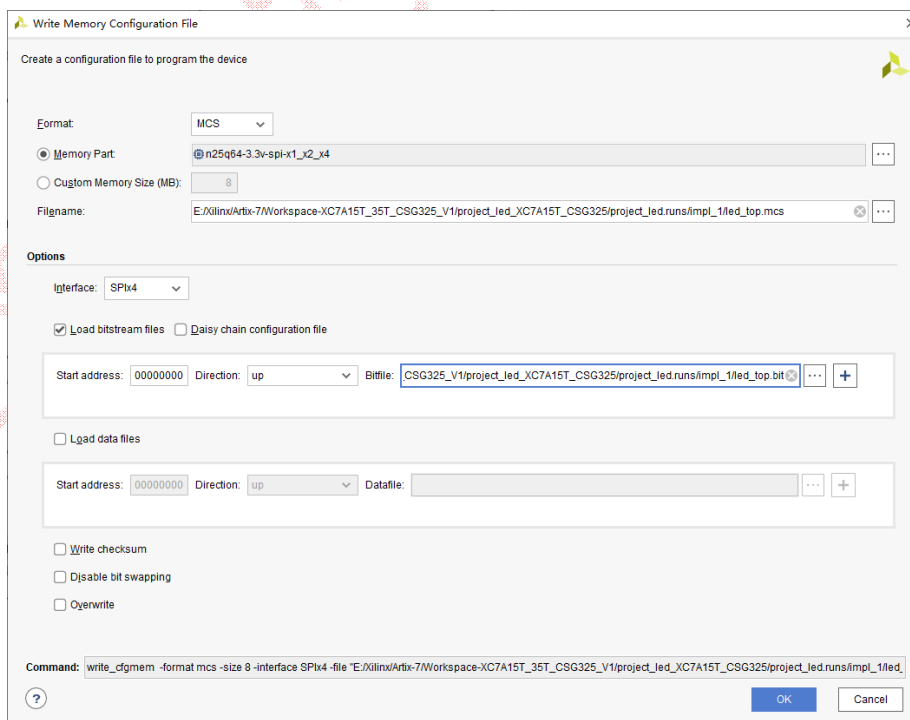 Write Memory Configuration File
Create a configuration file to program the device
Format: MCS
Memory Part: n25q64-3.3v-spi-x1_x2_x4 ...
Custom Memory Size (MB): 8
Filename: E:/Xilinx/Artix-7/Workspace-XC7A15T_35T_CSG325_V1/project_led_XC7A15T_CSG325/project_led.runs/impl_1/led_top.mcs ...
Options
Interface: SPIx4
Load bitstream files Daisy chain configuration file
Start address: 00000000 Direction: up Bitfile: _CSG325_V1/project_led_XC7A15T_CSG325/project_led.runs/impl_1/led_top.bit ... +
Load data files
Start address: 00000000 Direction: up Datafile: ... +
Write checksum
Disable bit swapping
Overwrite
Command: write_cfgmem -format mcs -size 8 -interface SPIx4 -file "E:/Xilinx/Artix-7/Workspace-XC7A15T_35T_CSG325_V1/project_led_XC7A15T_CSG325/project_led.runs/impl_1/led_
? OK Cancel